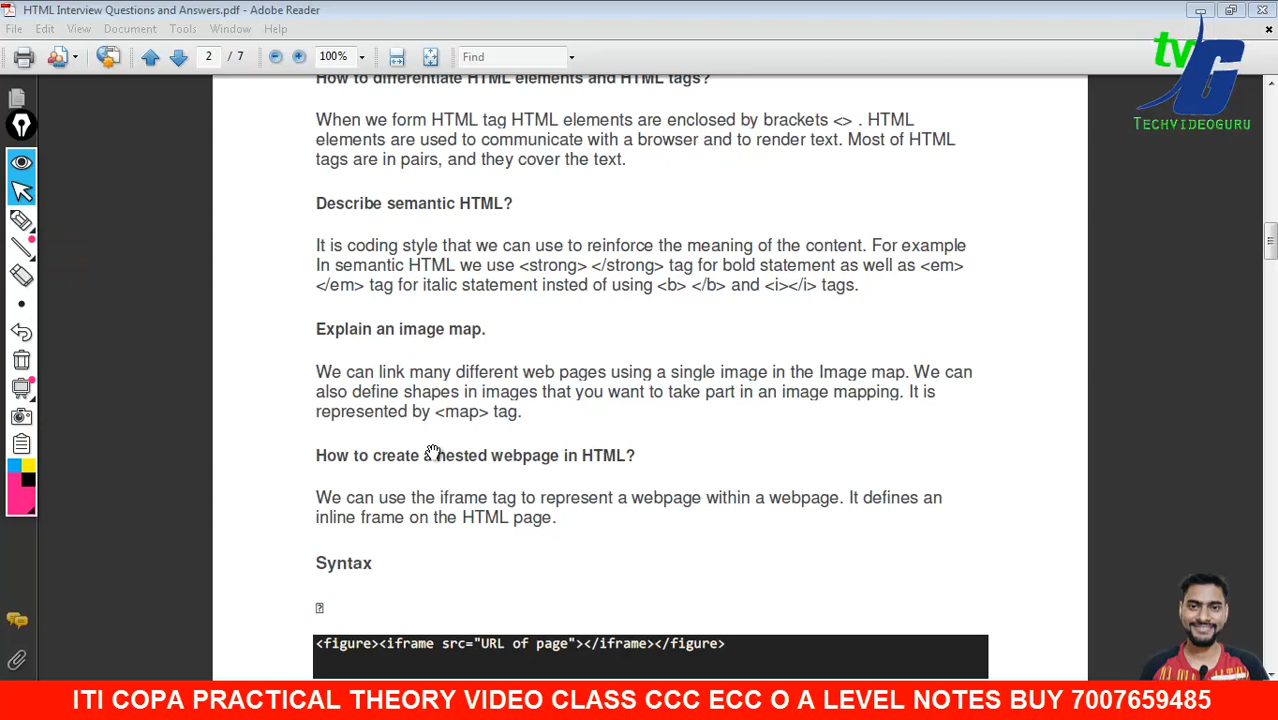 HTML Interview Questions and Answers.pdf - Adobe Reader
File Edit View Document Tools Window Help
2 / 7 100% Find
How to differentiate HTML elements and HTML tags?
When we form HTML tag HTML elements are enclosed by brackets <> . HTML
elements are used to communicate with a browser and to render text. Most of HTML
tags are in pairs, and they cover the text.
Describe semantic HTML?
It is coding style that we can use to reinforce the meaning of the content. For example
In semantic HTML we use <strong> </strong> tag for bold statement as well as <em>
</em> tag for italic statement insted of using <b> </b> and <i></i> tags.
Explain an image map.
We can link many different web pages using a single image in the Image map. We can
also define shapes in images that you want to take part in an image mapping. It is
represented by <map> tag.
How to create a nested webpage in HTML?
We can use the iframe tag to represent a webpage within a webpage. It defines an
inline frame on the HTML page.
Syntax
?
<figure><iframe src="URL of page"></iframe></figure>
tv G
TECHVIDEOGURU
ITI COPA PRACTICAL THEORY VIDEO CLASS CCC ECC O A LEVEL NOTES BUY 7007659485